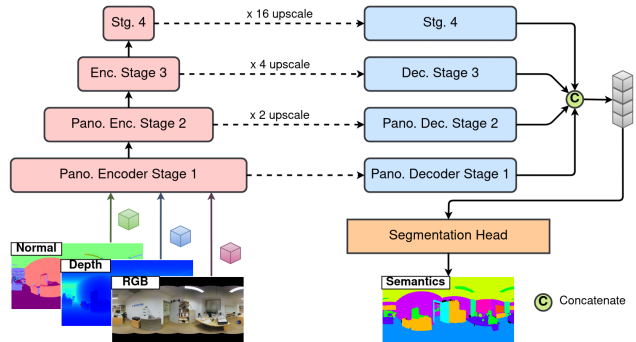 Stg. 4
x 16 upscale
Stg. 4
Enc. Stage 3
x 4 upscale
Dec. Stage 3
C
Pano. Enc. Stage 2
x 2 upscale
Pano. Dec. Stage 2
Pano. Encoder Stage 1
Pano. Decoder Stage 1
Normal
Depth
RGB
Segmentation Head
Semantics
C Concatenate